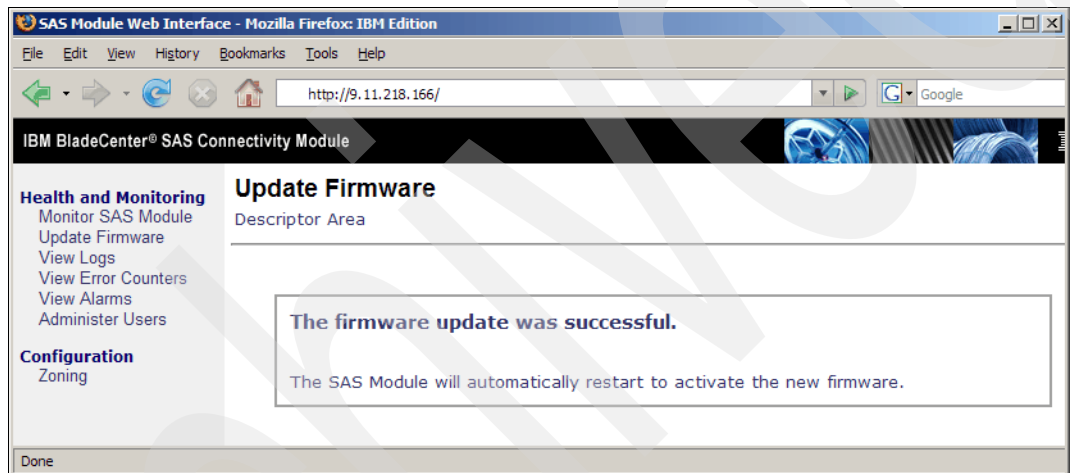 SAS Module Web Interface - Mozilla Firefox: IBM Edition
File Edit View History Bookmarks Tools Help
http://9.11.218.166/
G Google
IBM BladeCenter® SAS Connectivity Module
Health and Monitoring
Monitor SAS Module
Update Firmware
View Logs
View Error Counters
View Alarms
Administer Users
Configuration
Zoning
Update Firmware
Descriptor Area
The firmware update was successful.
The SAS Module will automatically restart to activate the new firmware.
Done